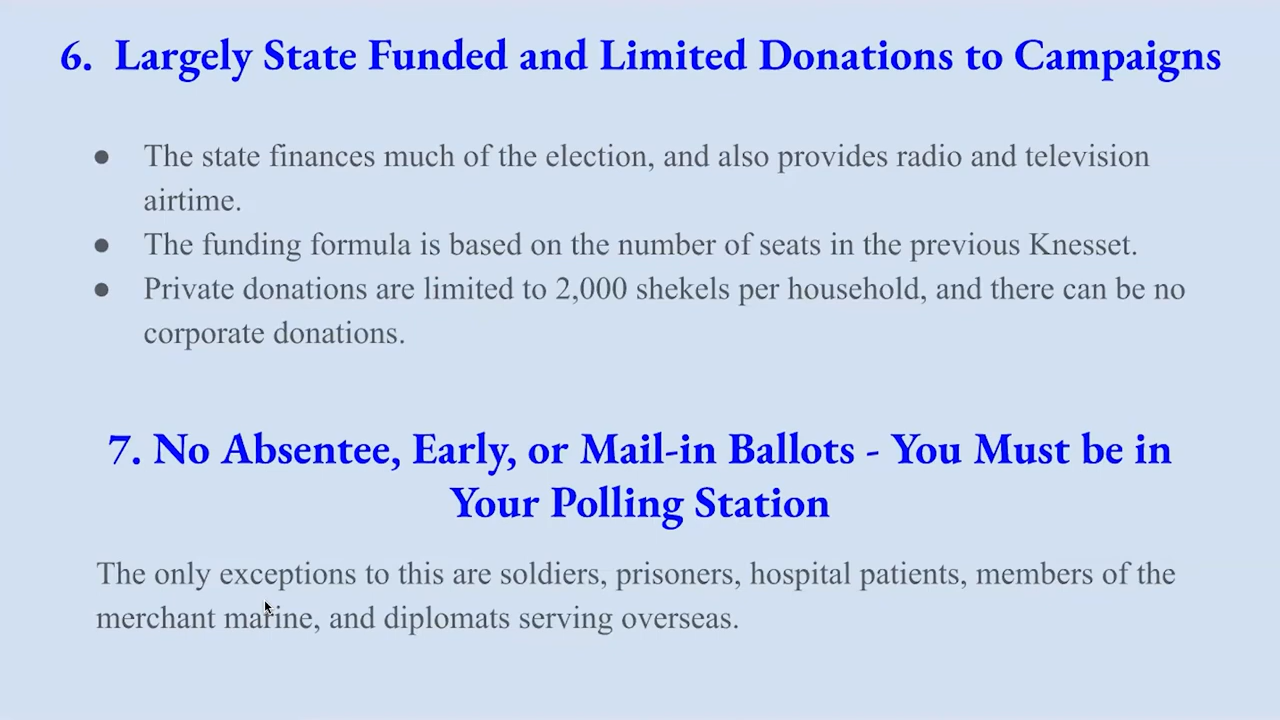 6. Largely State Funded and Limited Donations to Campaigns
● The state finances much of the election, and also provides radio and television
airtime.
● The funding formula is based on the number of seats in the previous Knesset.
● Private donations are limited to 2,000 shekels per household, and there can be no
corporate donations.
7. No Absentee, Early, or Mail-in Ballots - You Must be in
Your Polling Station
The only exceptions to this are soldiers, prisoners, hospital patients, members of the
merchant marine, and diplomats serving overseas.